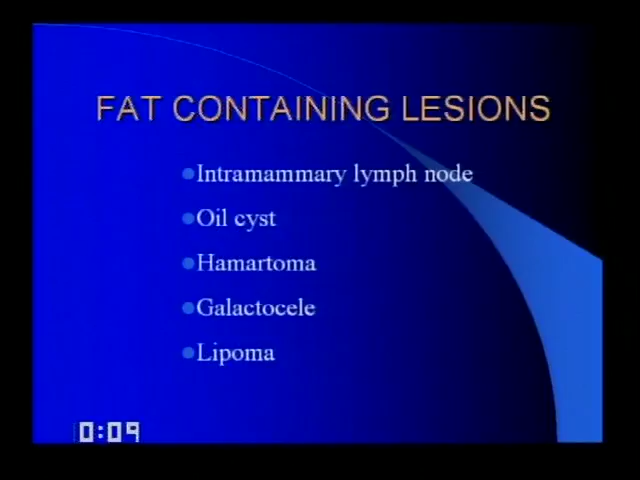 FAT CONTAINING LESIONS
Intramammary lymph node
Oil cyst
Hamartoma
Galactocele
Lipoma
0:09